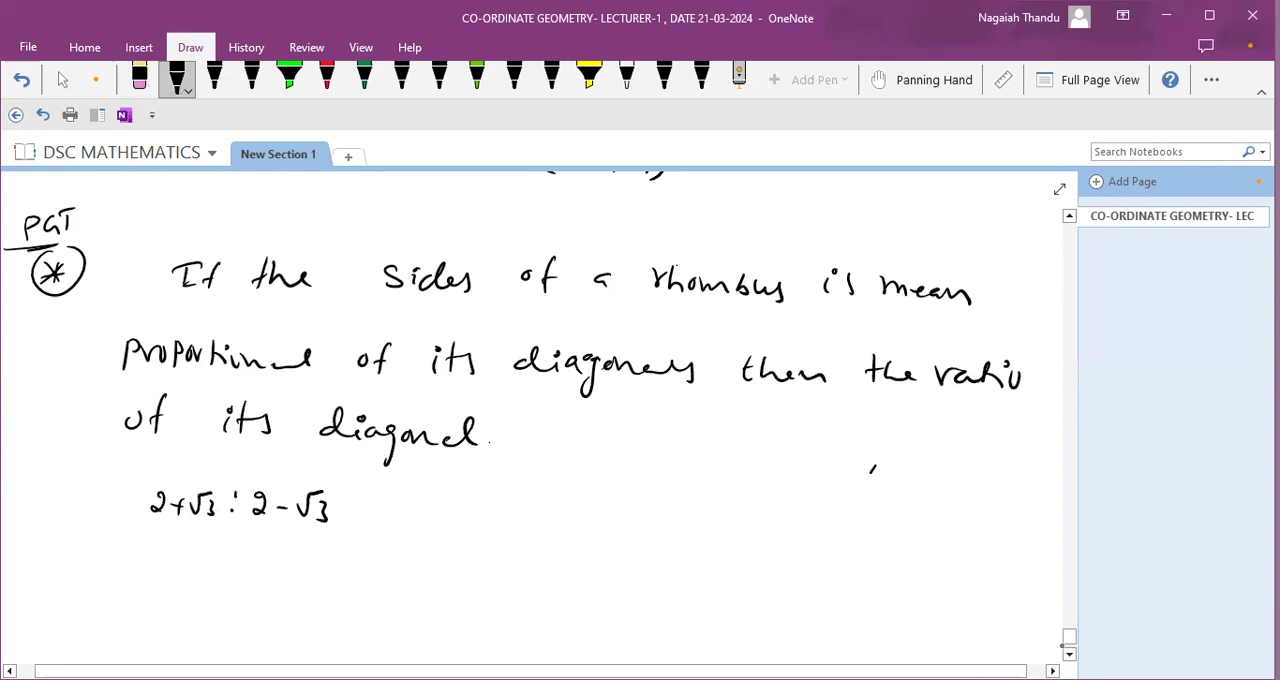 CO-ORDINATE GEOMETRY- LECTURER-1 , DATE 21-03-2024 - OneNote
Nagaiah Thandu
File Home Insert Draw History Review View Help
Add Pen Panning Hand Full Page View
DSC MATHEMATICS New Section 1
Search Notebooks
Add Page
CO-ORDINATE GEOMETRY- LEC
PGT
If the sides of a rhombus is mean
proportional of its diagonals then the ratio
of its diagonal.
2+√3 : 2-√3